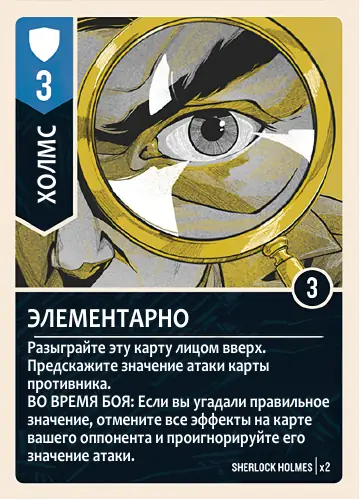 3
ХОЛМС
3
ЭЛЕМЕНТАРНО
Разыграйте эту карту лицом вверх.
Предскажите значение атаки карты
противника.
ВО ВРЕМЯ БОЯ: Если вы угадали правильное
значение, отмените все эффекты на карте
вашего оппонента и проигнорируйте его
значение атаки.
SHERLOCK HOLMES | x2